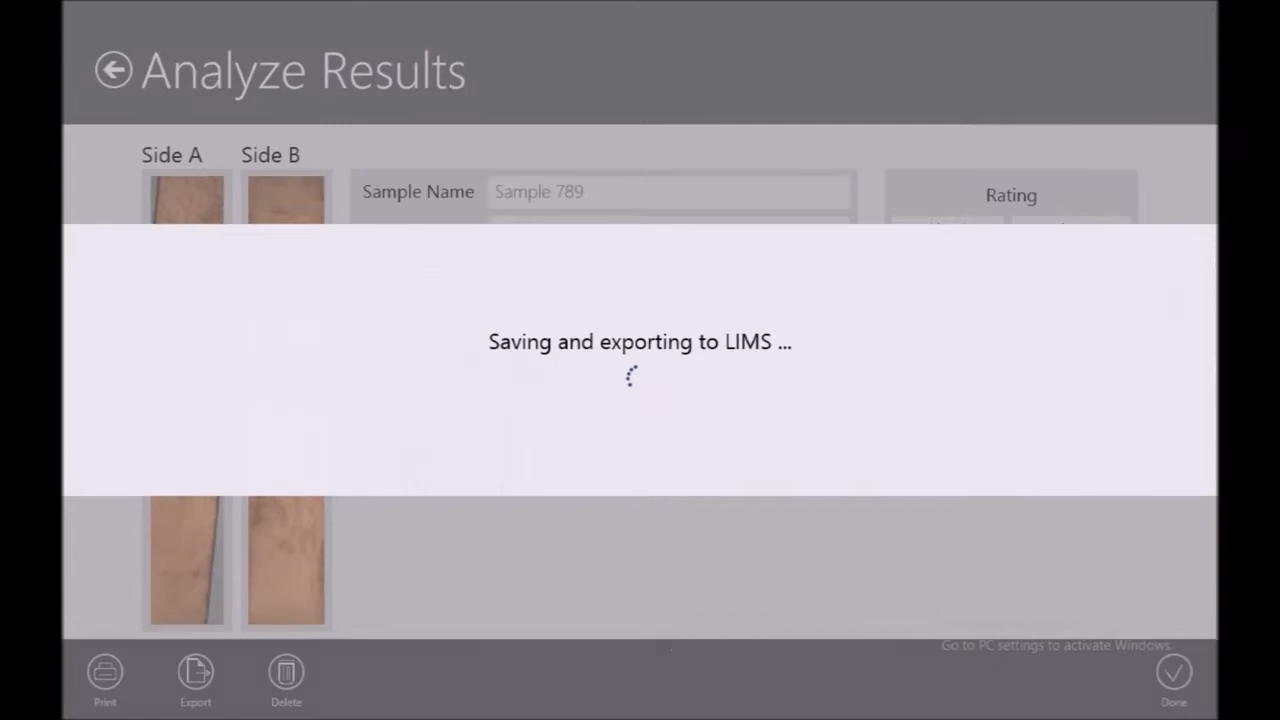 Analyze Results
Side A
Side B
Sample Name
Sample 789
Rating
Saving and exporting to LIMS ...
Go to PC settings to activate Windows.
Print
Export
Delete
Done